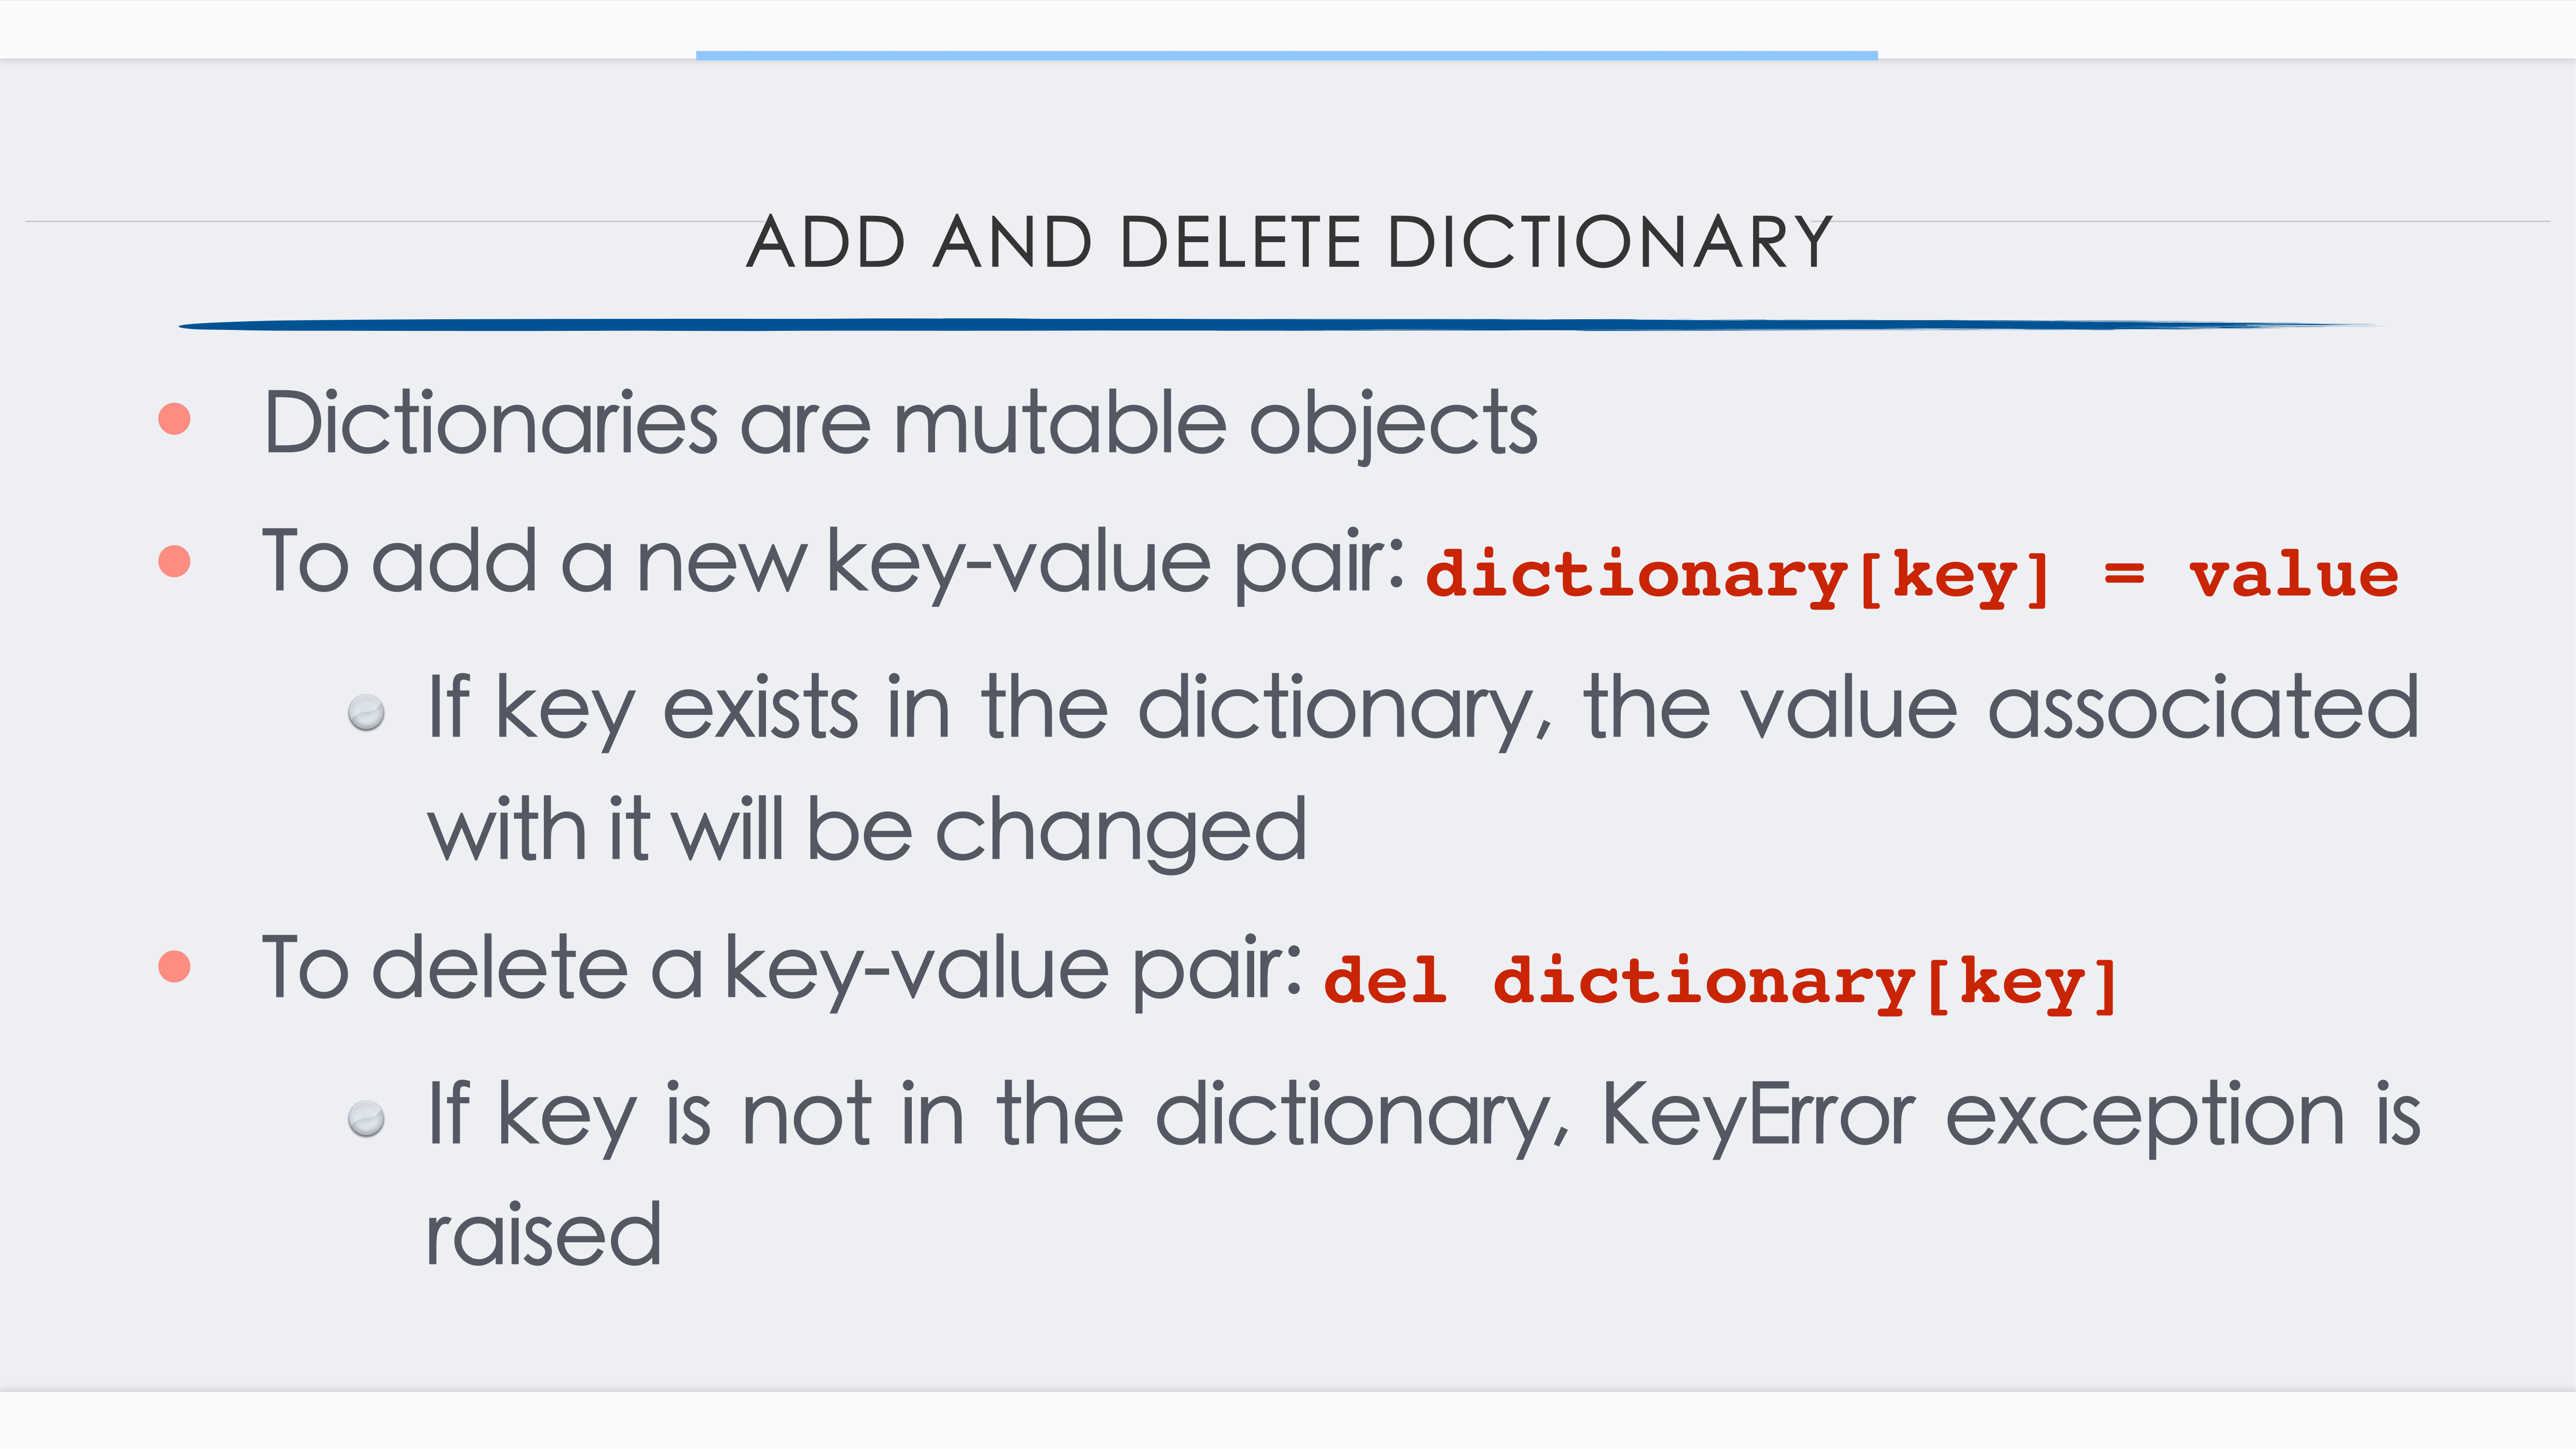 ADD AND DELETE DICTIONARY
Dictionaries are mutable objects
To add a new key-value pair: dictionary[key] = value
If key exists in the dictionary, the value associated
with it will be changed
To delete a key-value pair: del dictionary[key]
If key is not in the dictionary, KeyError exception is
raised